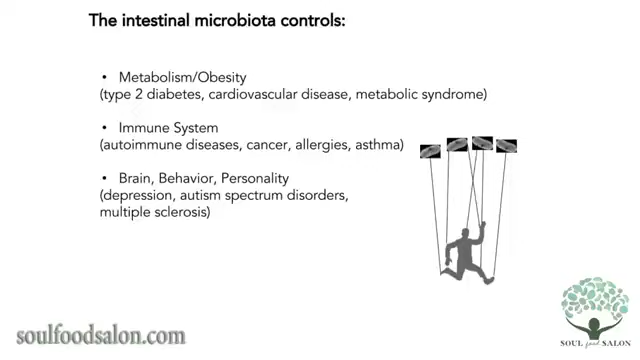 The intestinal microbiota controls:
• Metabolism/Obesity
(type 2 diabetes, cardiovascular disease, metabolic syndrome)
• Immune System
(autoimmune diseases, cancer, allergies, asthma)
• Brain, Behavior, Personality
(depression, autism spectrum disorders,
multiple sclerosis)
soulfoodsalon.com
SOUL food SALON